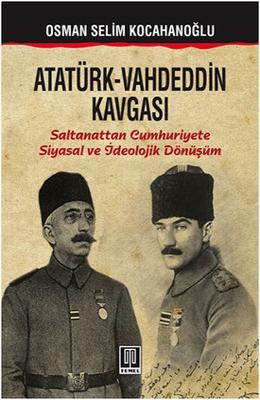 OSMAN SELİM KOCAHANOĞLU
ATATÜRK-VAHDEDDİN
KAVGASI
Saltanattan Cumhuriyete
Siyasal ve İdeolojik Dönüşüm
TEMEL